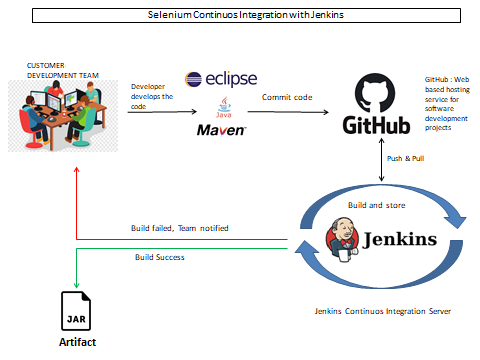 Selenium Continuos Integration with Jenkins
CUSTOMER
DEVELOPMENT TEAM
Developer
develops the
code
eclipse
Java
Maven™
Commit code
GitHub
GitHub : Web
based hosting
service for
software
development
projects
Push & Pull
Build and store
Jenkins
Build failed, Team notified
Build Success
Jenkins Continuos Integration Server
JAR
Artifact